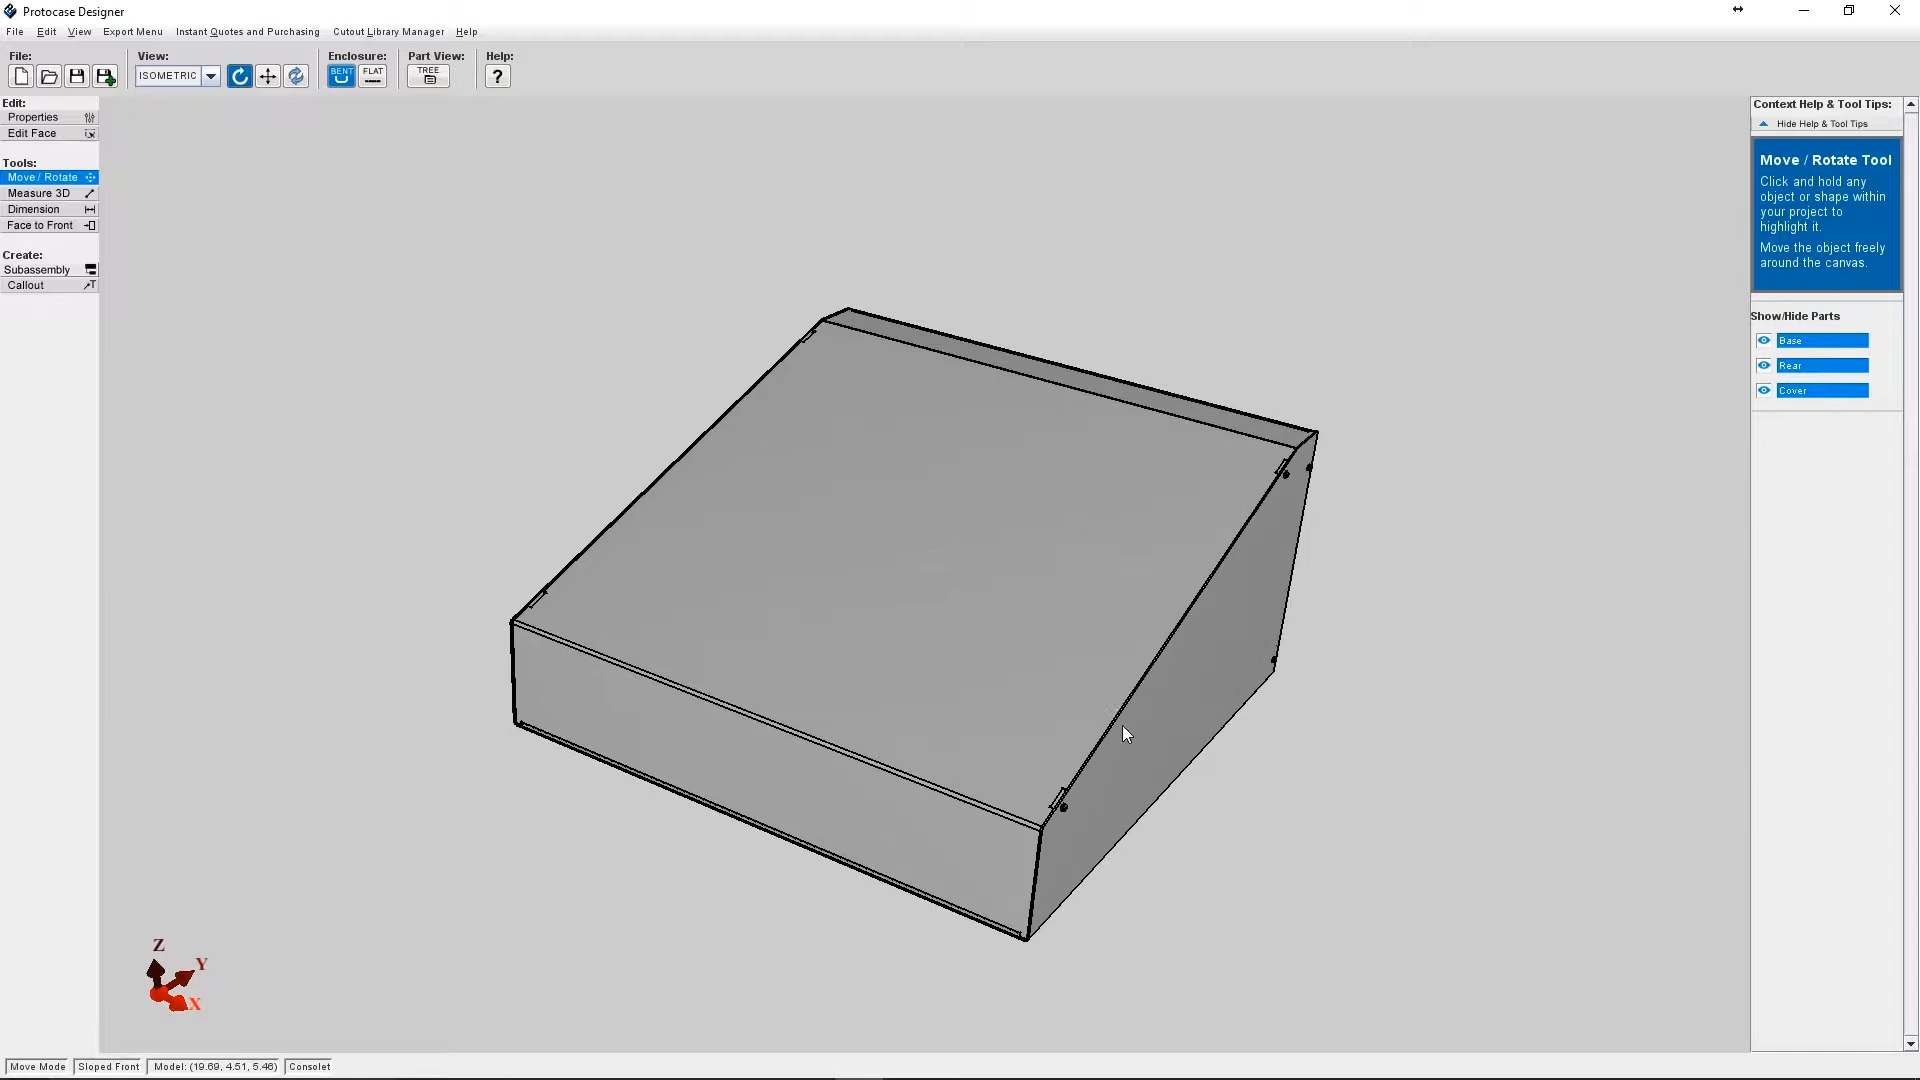 Protocase Designer
File Edit View Export Menu Instant Quotes and Purchasing Cutout Library Manager Help
File: View: Enclosure: Part View: Help:
ISOMETRIC BENT FLAT TREE ?
Edit:
Properties
Edit Face
Tools:
Move / Rotate
Measure 3D
Dimension
Face to Front
Create:
Subassembly
Callout
Context Help & Tool Tips:
Hide Help & Tool Tips
Move / Rotate Tool
Click and hold any
object or shape within
your project to
highlight it.
Move the object freely
around the canvas.
Show/Hide Parts
Base
Rear
Cover
Z
Y
X
Move Mode Sloped Front Model: (19.69, 4.51, 5.46) Consolet